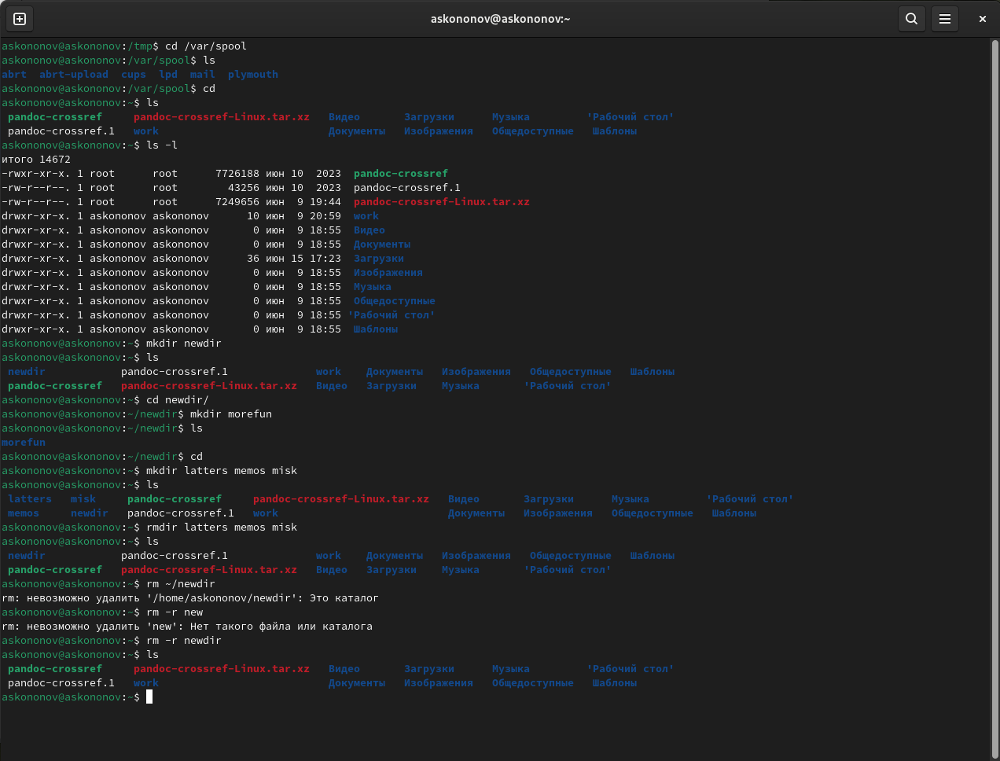 askononov@askononov:~
askononov@askononov:/tmp$ cd /var/spool
askononov@askononov:/var/spool$ ls
abrt  abrt-upload  cups  lpd  mail  plymouth
askononov@askononov:/var/spool$ cd
askononov@askononov:~$ ls
 pandoc-crossref     pandoc-crossref-Linux.tar.xz   Видео       Загрузки      Музыка         'Рабочий стол'
 pandoc-crossref.1   work                           Документы   Изображения   Общедоступные   Шаблоны
askononov@askononov:~$ ls -l
итого 14672
-rwxr-xr-x. 1 root      root      7726188 июн 10  2023  pandoc-crossref
-rw-r--r--. 1 root      root        43256 июн 10  2023  pandoc-crossref.1
-rw-r--r--. 1 root      root      7249656 июн  9 19:44  pandoc-crossref-Linux.tar.xz
drwxr-xr-x. 1 askononov askononov      10 июн  9 20:59  work
drwxr-xr-x. 1 askononov askononov       0 июн  9 18:55  Видео
drwxr-xr-x. 1 askononov askononov       0 июн  9 18:55  Документы
drwxr-xr-x. 1 askononov askononov      36 июн 15 17:23  Загрузки
drwxr-xr-x. 1 askononov askononov       0 июн  9 18:55  Изображения
drwxr-xr-x. 1 askononov askononov       0 июн  9 18:55  Музыка
drwxr-xr-x. 1 askononov askononov       0 июн  9 18:55  Общедоступные
drwxr-xr-x. 1 askononov askononov       0 июн  9 18:55 'Рабочий стол'
drwxr-xr-x. 1 askononov askononov       0 июн  9 18:55  Шаблоны
askononov@askononov:~$ mkdir newdir
askononov@askononov:~$ ls
 newdir            pandoc-crossref.1              work    Документы   Изображения   Общедоступные   Шаблоны
 pandoc-crossref   pandoc-crossref-Linux.tar.xz   Видео   Загрузки    Музыка       'Рабочий стол'
askononov@askononov:~$ cd newdir/
askononov@askononov:~/newdir$ mkdir morefun
askononov@askononov:~/newdir$ ls
morefun
askononov@askononov:~/newdir$ cd
askononov@askononov:~$ mkdir latters memos misk
askononov@askononov:~$ ls
 latters   misk     pandoc-crossref     pandoc-crossref-Linux.tar.xz   Видео       Загрузки      Музыка         'Рабочий стол'
 memos     newdir   pandoc-crossref.1   work                           Документы   Изображения   Общедоступные   Шаблоны
askononov@askononov:~$ rmdir latters memos misk
askononov@askononov:~$ ls
 newdir            pandoc-crossref.1              work    Документы   Изображения   Общедоступные   Шаблоны
 pandoc-crossref   pandoc-crossref-Linux.tar.xz   Видео   Загрузки    Музыка       'Рабочий стол'
askononov@askononov:~$ rm ~/newdir
rm: невозможно удалить '/home/askononov/newdir': Это каталог
askononov@askononov:~$ rm -r new
rm: невозможно удалить 'new': Нет такого файла или каталога
askononov@askononov:~$ rm -r newdir
askononov@askononov:~$ ls
 pandoc-crossref     pandoc-crossref-Linux.tar.xz   Видео       Загрузки      Музыка         'Рабочий стол'
 pandoc-crossref.1   work                           Документы   Изображения   Общедоступные   Шаблоны
askononov@askononov:~$